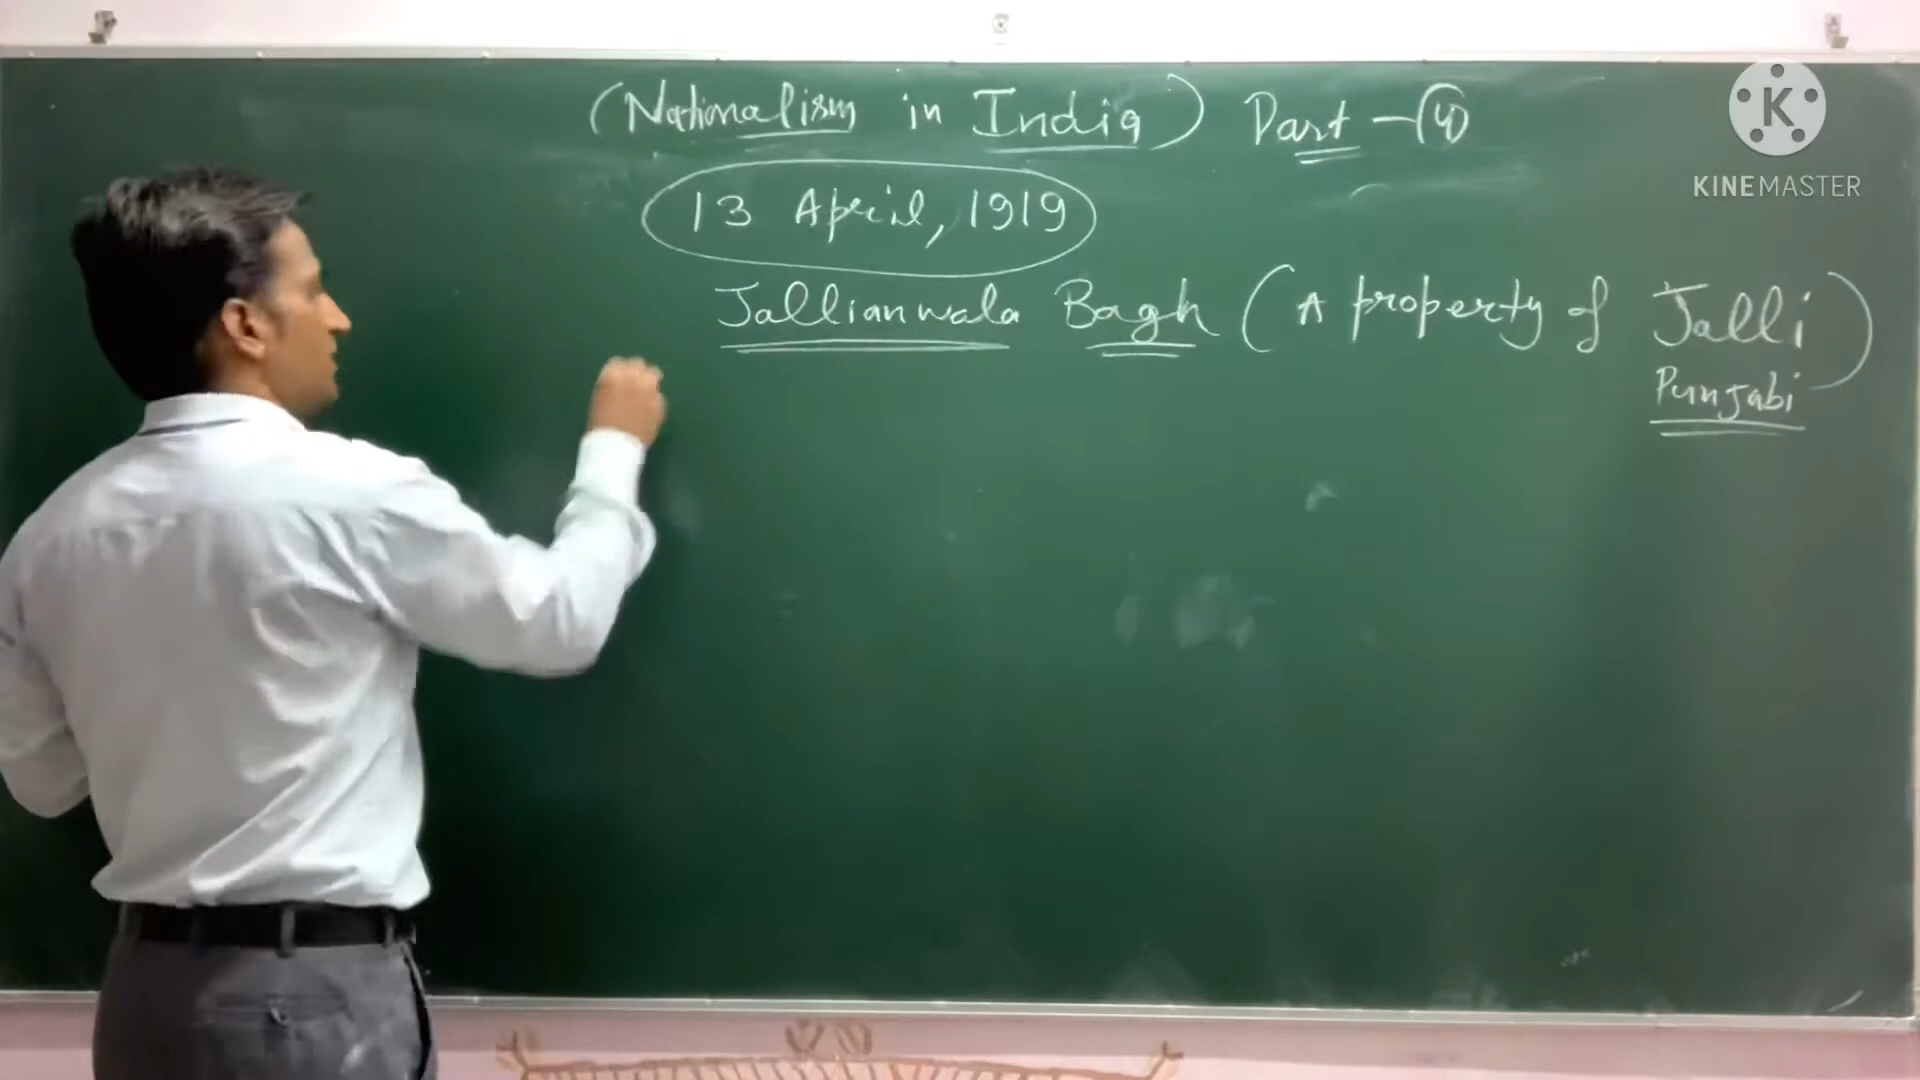 (Nationalism in India) Part - 4
13 April, 1919
Jallianwala Bagh (A property of Jalli)
Punjabi
K
KINEMASTER